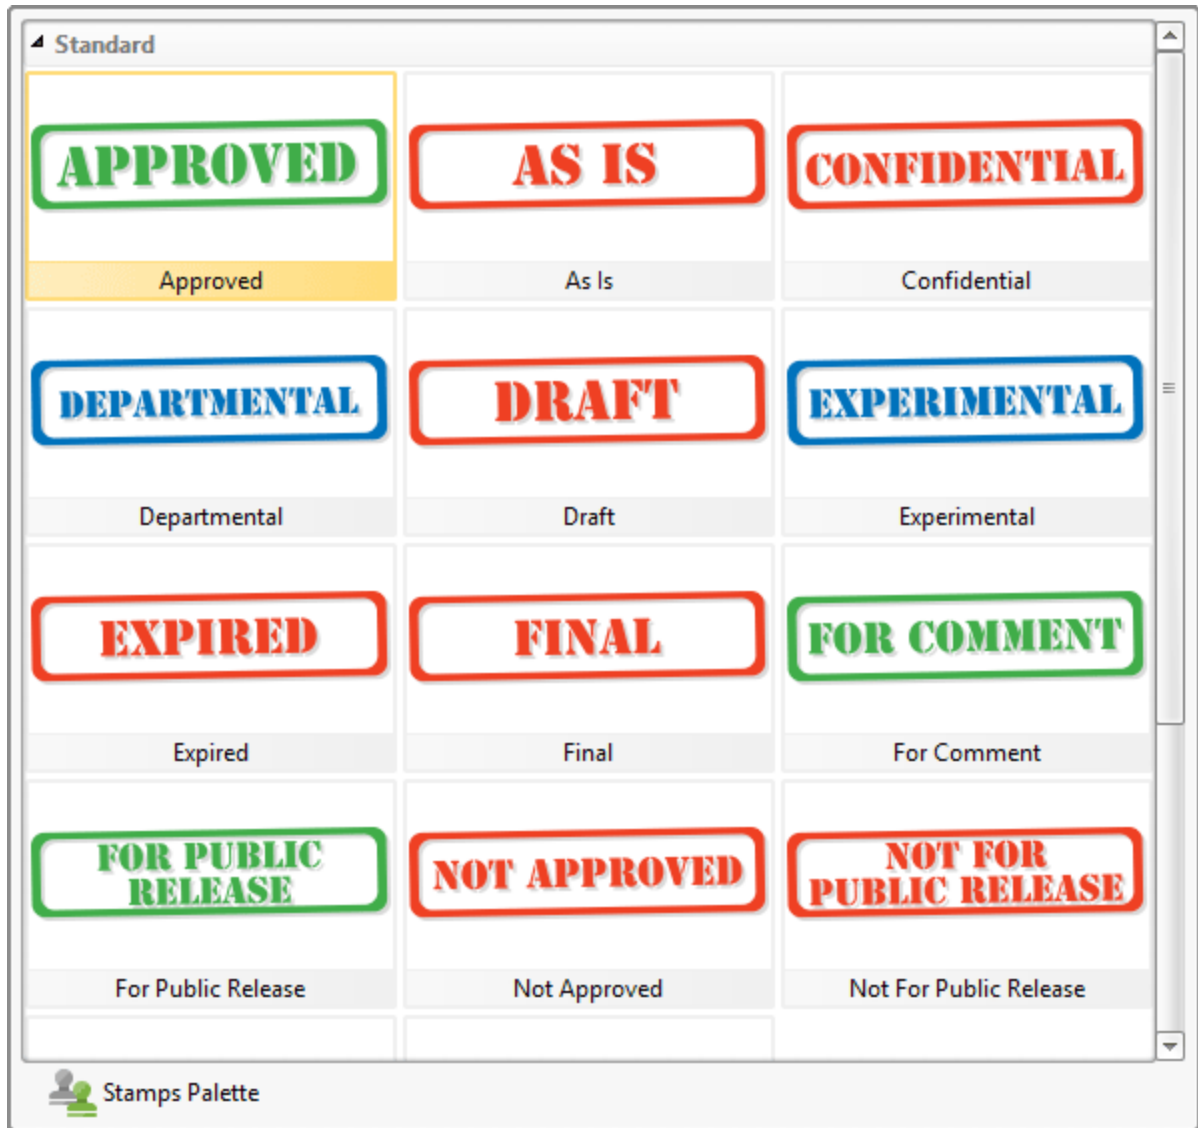 Standard
APPROVED
AS IS
CONFIDENTIAL
Approved
As Is
Confidential
DEPARTMENTAL
DRAFT
EXPERIMENTAL
Departmental
Draft
Experimental
EXPIRED
FINAL
FOR COMMENT
Expired
Final
For Comment
FOR PUBLIC
RELEASE
NOT APPROVED
NOT FOR
PUBLIC RELEASE
For Public Release
Not Approved
Not For Public Release
Stamps Palette